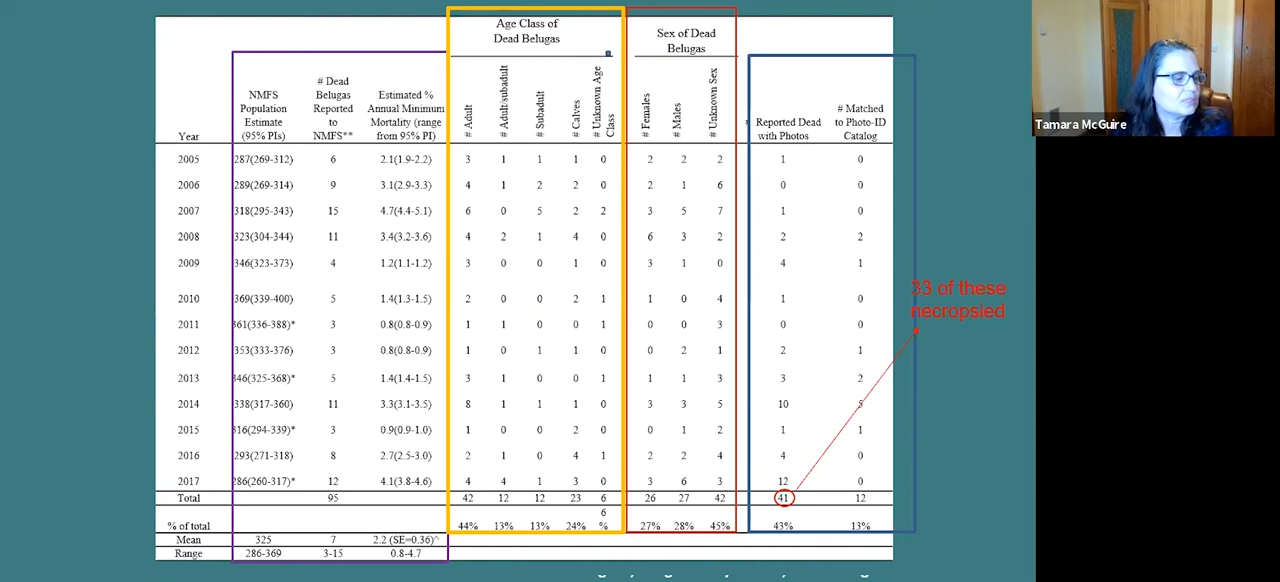 Age Class of
Dead Belugas
Sex of Dead
Belugas
Year
NMFS
Population
Estimate
(95% PIs)
# Dead
Belugas
Reported
to
NMFS**
Estimated %
Annual Minimum
Mortality (range
from 95% PI)
# Adult
# Adult/subadult
# Subadult
# Calves
# Unknown Age
Class
# Females
# Males
# Unknown Sex
Reported Dead
with Photos
# Matched
to Photo-ID
Catalog
2005 287(269-312) 6 2.1(1.9-2.2) 3 1 1 1 0 2 2 2 1 0
2006 289(269-314) 9 3.1(2.9-3.3) 4 1 2 2 0 2 1 6 0 0
2007 318(295-343) 15 4.7(4.4-5.1) 6 0 5 2 2 3 5 7 1 0
2008 323(304-344) 11 3.4(3.2-3.6) 4 2 1 4 0 6 3 2 2 2
2009 346(323-373) 4 1.2(1.1-1.2) 3 0 0 1 0 3 1 0 4 1
2010 369(339-400) 5 1.4(1.3-1.5) 2 0 0 2 1 1 0 4 1 0
2011 361(336-388)* 3 0.8(0.8-0.9) 1 1 0 0 1 0 0 3 0 0
2012 353(333-376) 3 0.8(0.8-0.9) 1 0 1 1 0 0 2 1 2 1
2013 346(325-368)* 5 1.4(1.4-1.5) 3 1 0 0 1 1 1 3 3 2
2014 338(317-360) 11 3.3(3.1-3.5) 8 1 1 1 0 3 3 5 10 5
2015 316(294-339)* 3 0.9(0.9-1.0) 1 0 0 2 0 0 1 2 1 1
2016 293(271-318) 8 2.7(2.5-3.0) 2 1 0 4 1 2 2 4 4 0
2017 286(260-317)* 12 4.1(3.8-4.6) 4 4 1 3 0 3 6 3 12 0
Total 95 42 12 12 23 6 26 27 42 41 12
% of total 44% 13% 13% 24% 6 % 27% 28% 45% 43% 13%
Mean 325 7 2.2 (SE=0.36)^
Range 286-369 3-15 0.8-4.7
33 of these
necropsied
Tamara McGuire